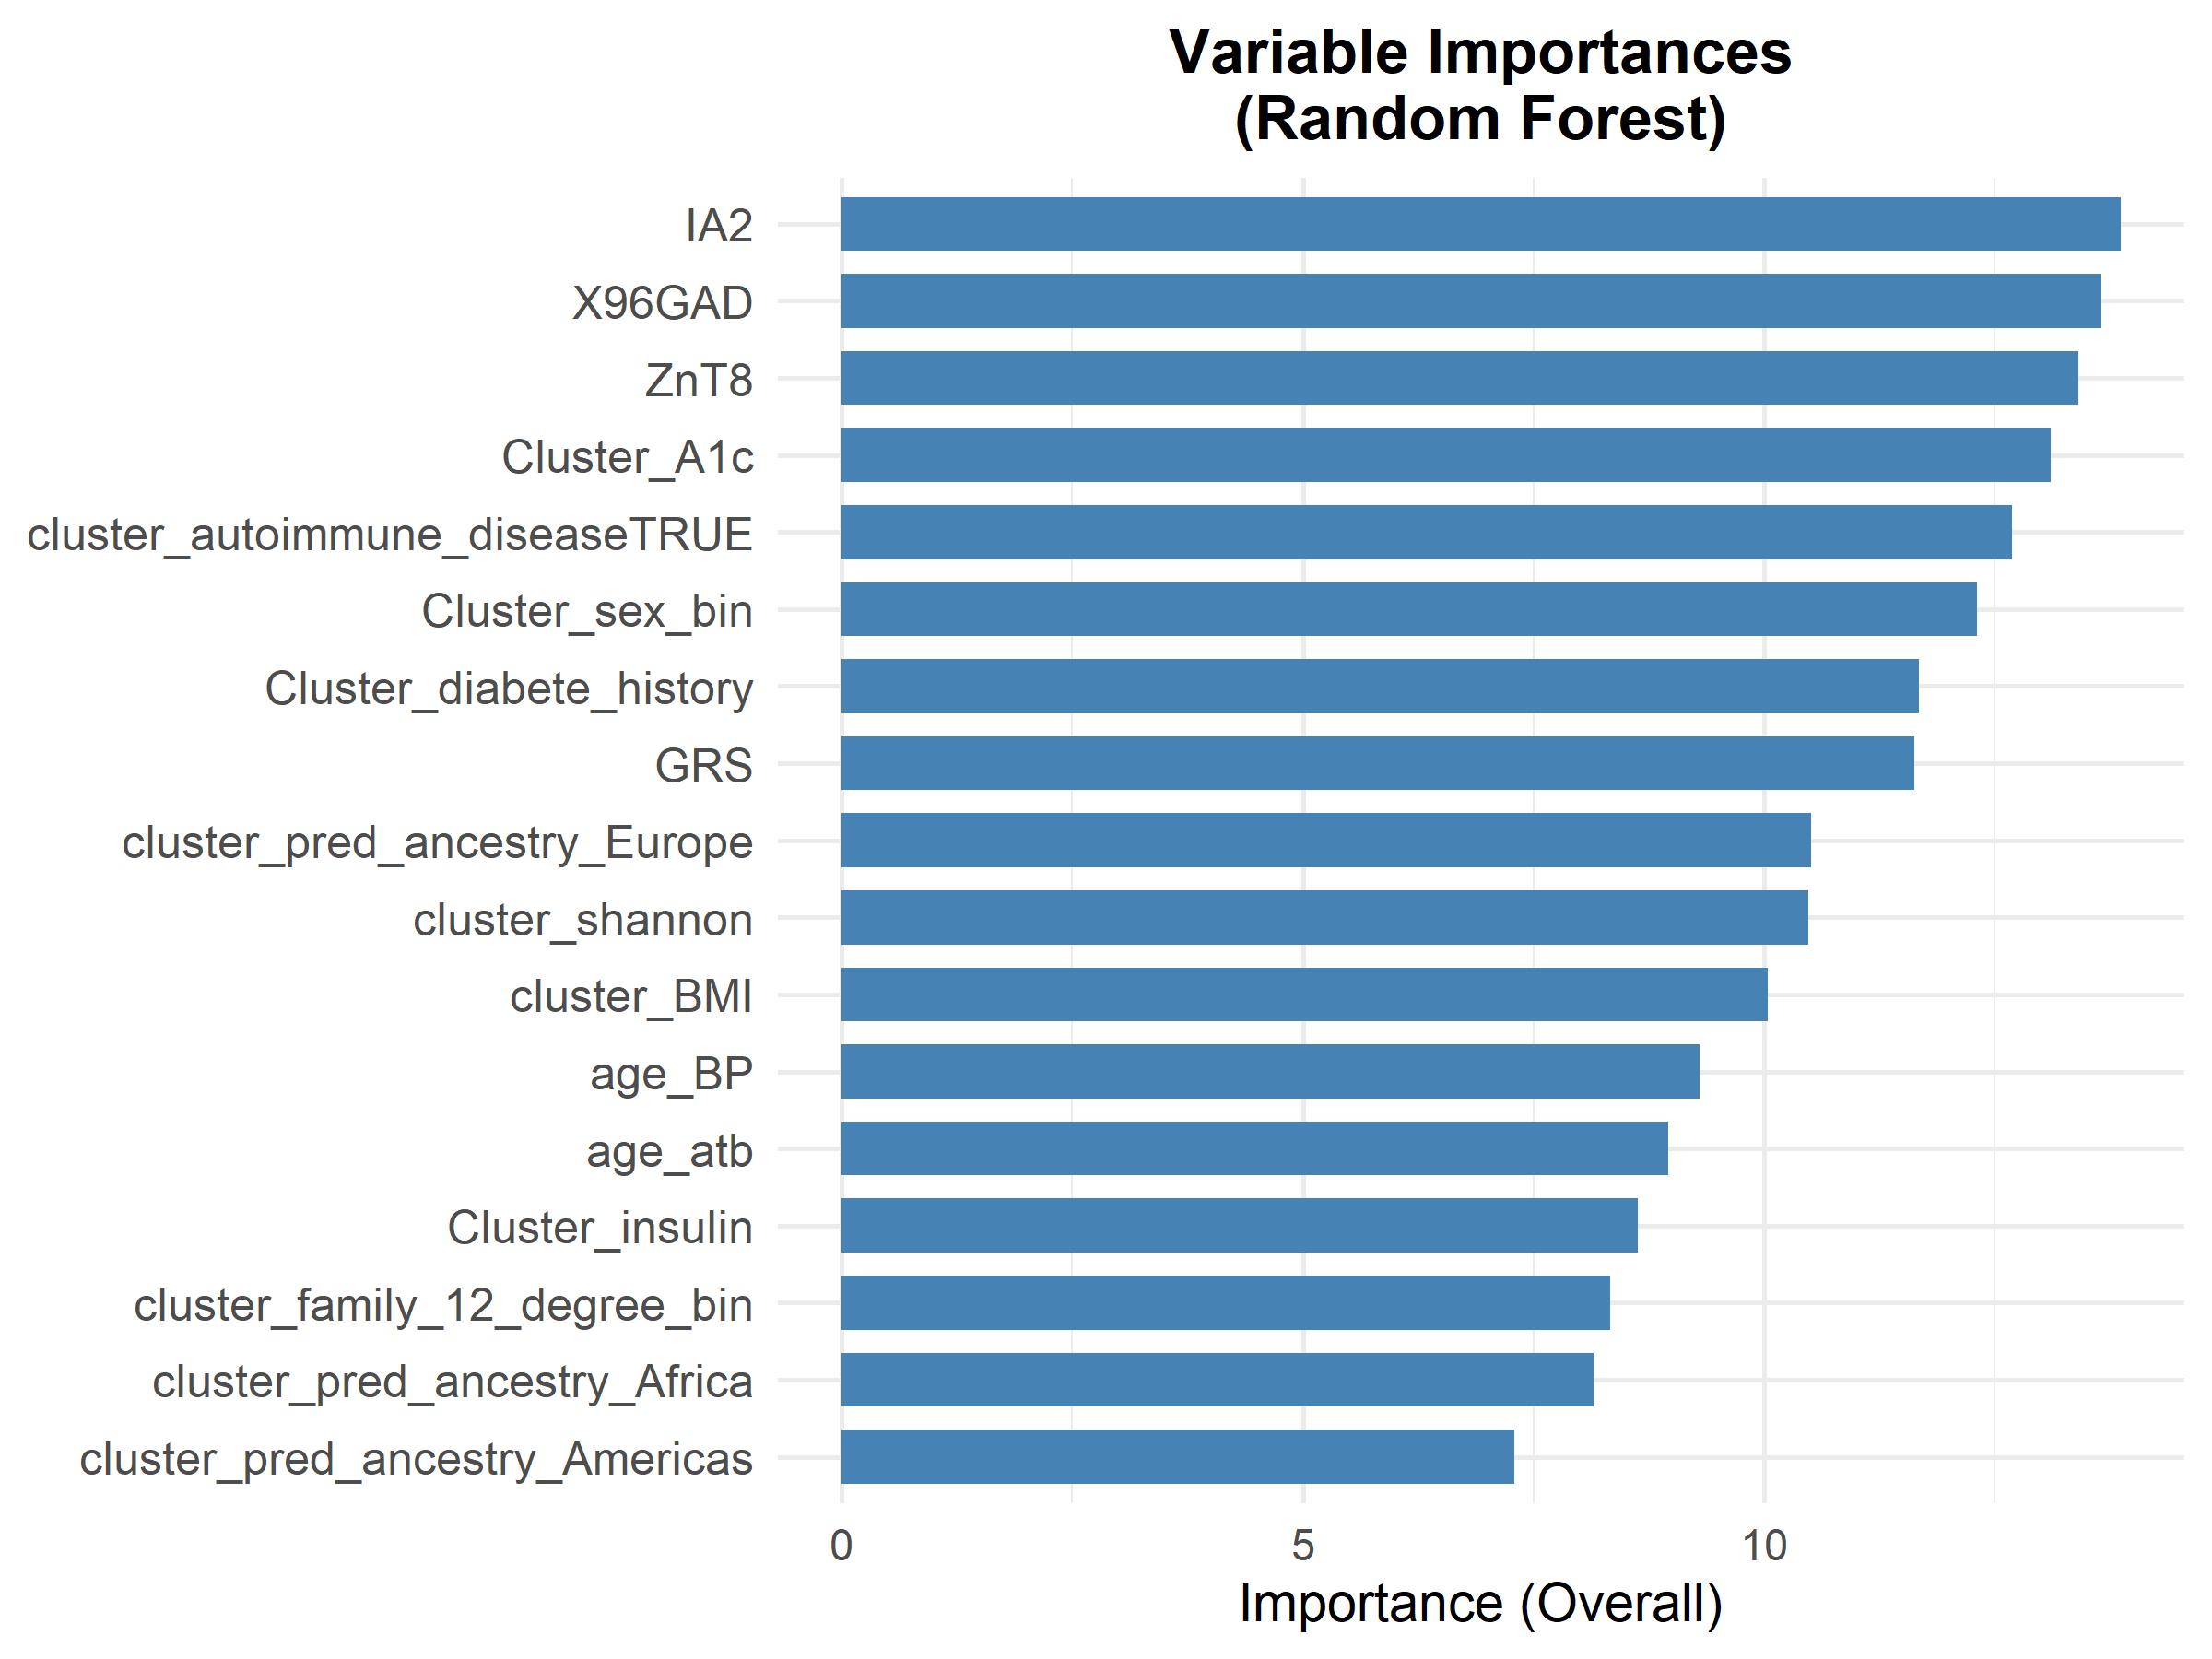 Variable Importances
(Random Forest)
IA2
X96GAD
ZnT8
Cluster_A1c
cluster_autoimmune_diseaseTRUE
Cluster_sex_bin
Cluster_diabete_history
GRS
cluster_pred_ancestry_Europe
cluster_shannon
cluster_BMI
age_BP
age_atb
Cluster_insulin
cluster_family_12_degree_bin
cluster_pred_ancestry_Africa
cluster_pred_ancestry_Americas
0 5 10
Importance (Overall)